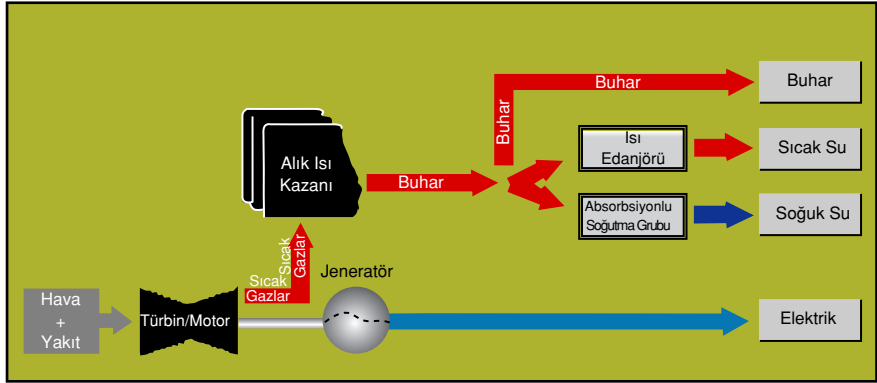 Buhar
Buhar
Buhar
Isı
Edanjörü
Sıcak Su
Alık Isı
Kazanı
Buhar
Absorbsiyonlu
Soğutma Grubu
Soğuk Su
Sıcak
Gazlar
Sıcak
Gazlar
Jeneratör
Hava
+
Yakıt
Türbin/Motor
Elektrik